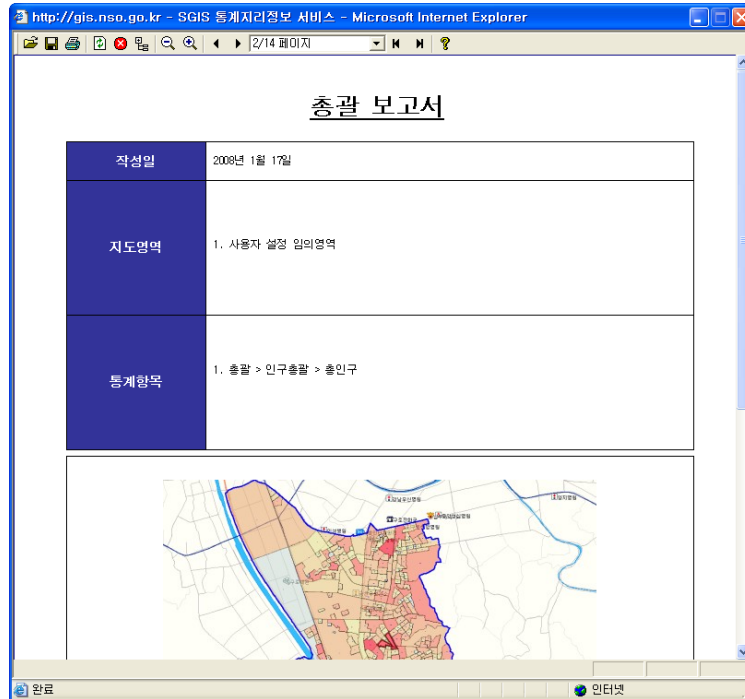 http://gis.nso.go.kr - SGIS 통계지리정보 서비스 - Microsoft Internet Explorer
2/14 페이지
총괄 보고서
작성일
2008년 1월 17일
지도영역
1. 사용자 설정 임의영역
통계항목
1. 총괄 > 인구총괄 > 총인구
완료
인터넷